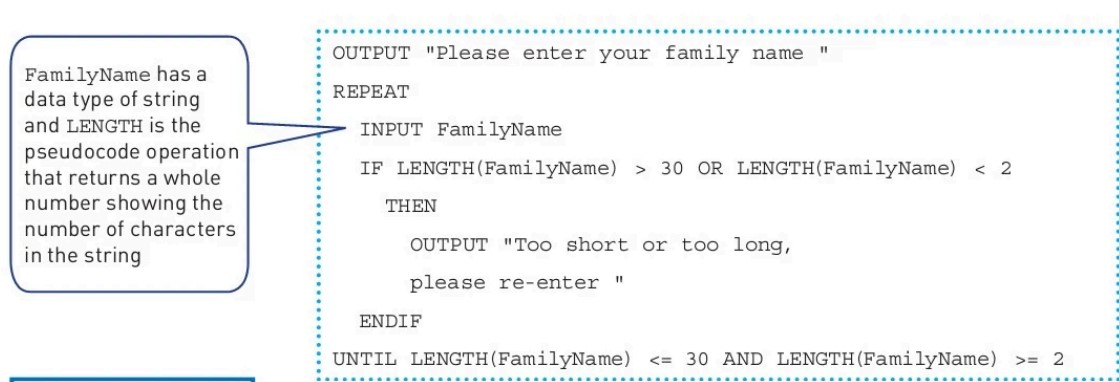 FamilyName has a
data type of string
and LENGTH is the
pseudocode operation
that returns a whole
number showing the
number of characters
in the string
OUTPUT "Please enter your family name "
REPEAT
INPUT FamilyName
IF LENGTH(FamilyName) > 30 OR LENGTH(FamilyName) < 2
THEN
OUTPUT "Too short or too long,
please re-enter "
ENDIF
UNTIL LENGTH(FamilyName) <= 30 AND LENGTH(FamilyName) >= 2